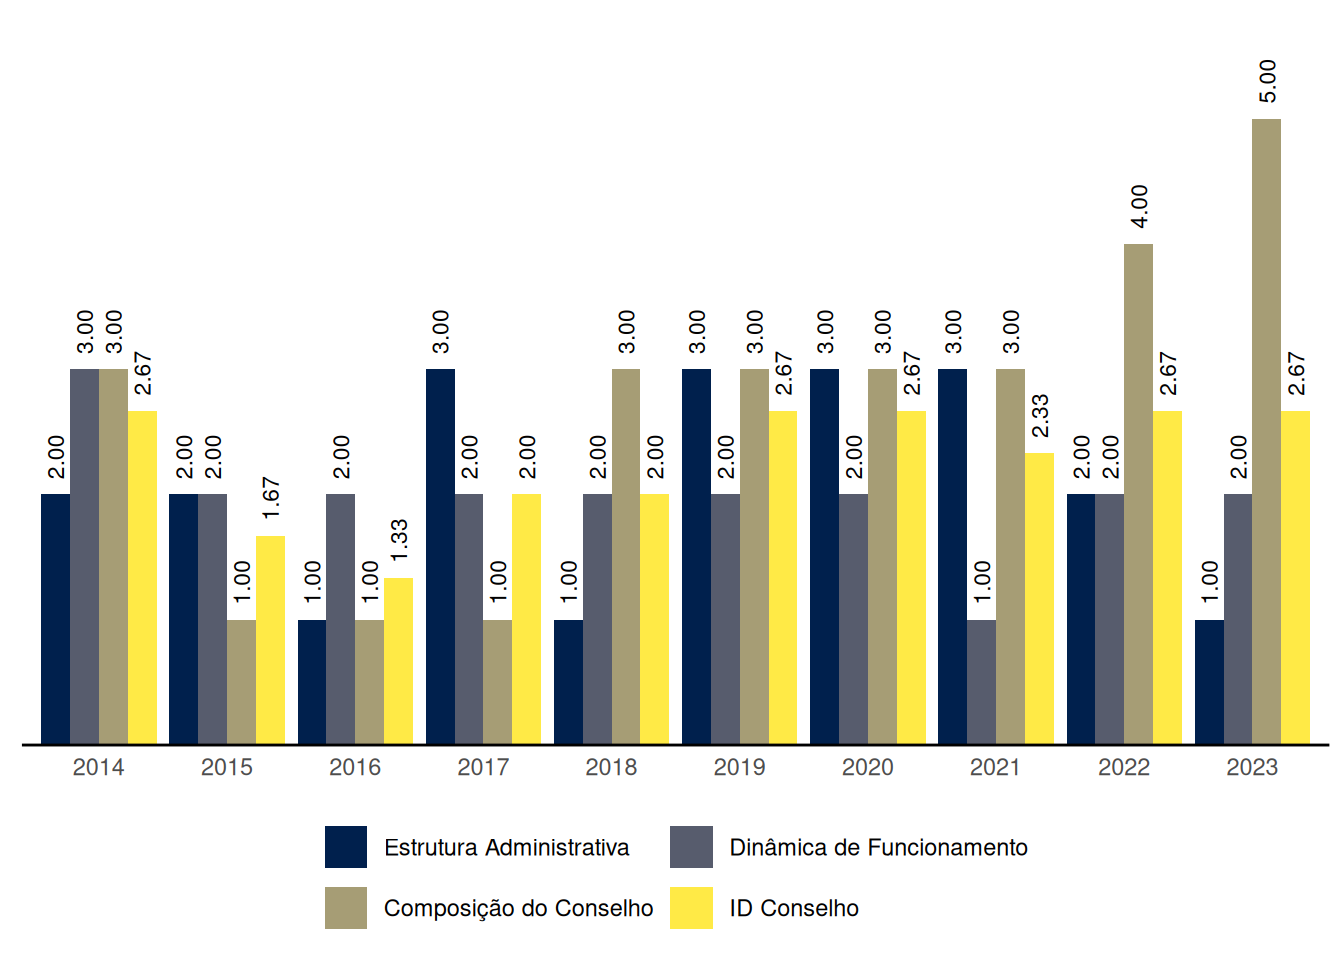 5.00
4.00
3.00 3.00 3.00 3.00 3.00 3.00 3.00 3.00 3.00 3.00
2.67 2.67 2.67 2.67 2.67
2.33
2.00 2.00 2.00 2.00 2.00 2.00 2.00 2.00 2.00 2.00 2.00 2.00 2.00
1.67
1.33
1.00 1.00 1.00 1.00 1.00 1.00 1.00
2014 2015 2016 2017 2018 2019 2020 2021 2022 2023
Estrutura Administrativa Dinâmica de Funcionamento
Composição do Conselho ID Conselho